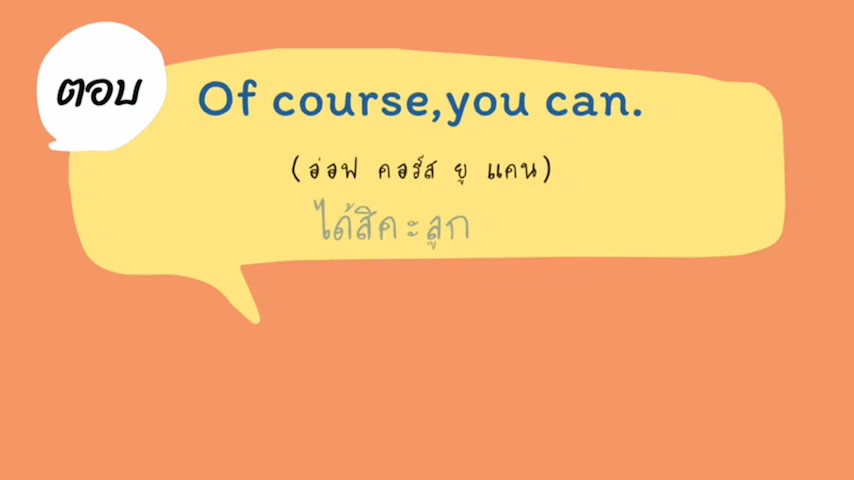 ตอบ
Of course,you can.
(อ่อฟ คอร์ส ยู แคน)
ได้สิคะลูก